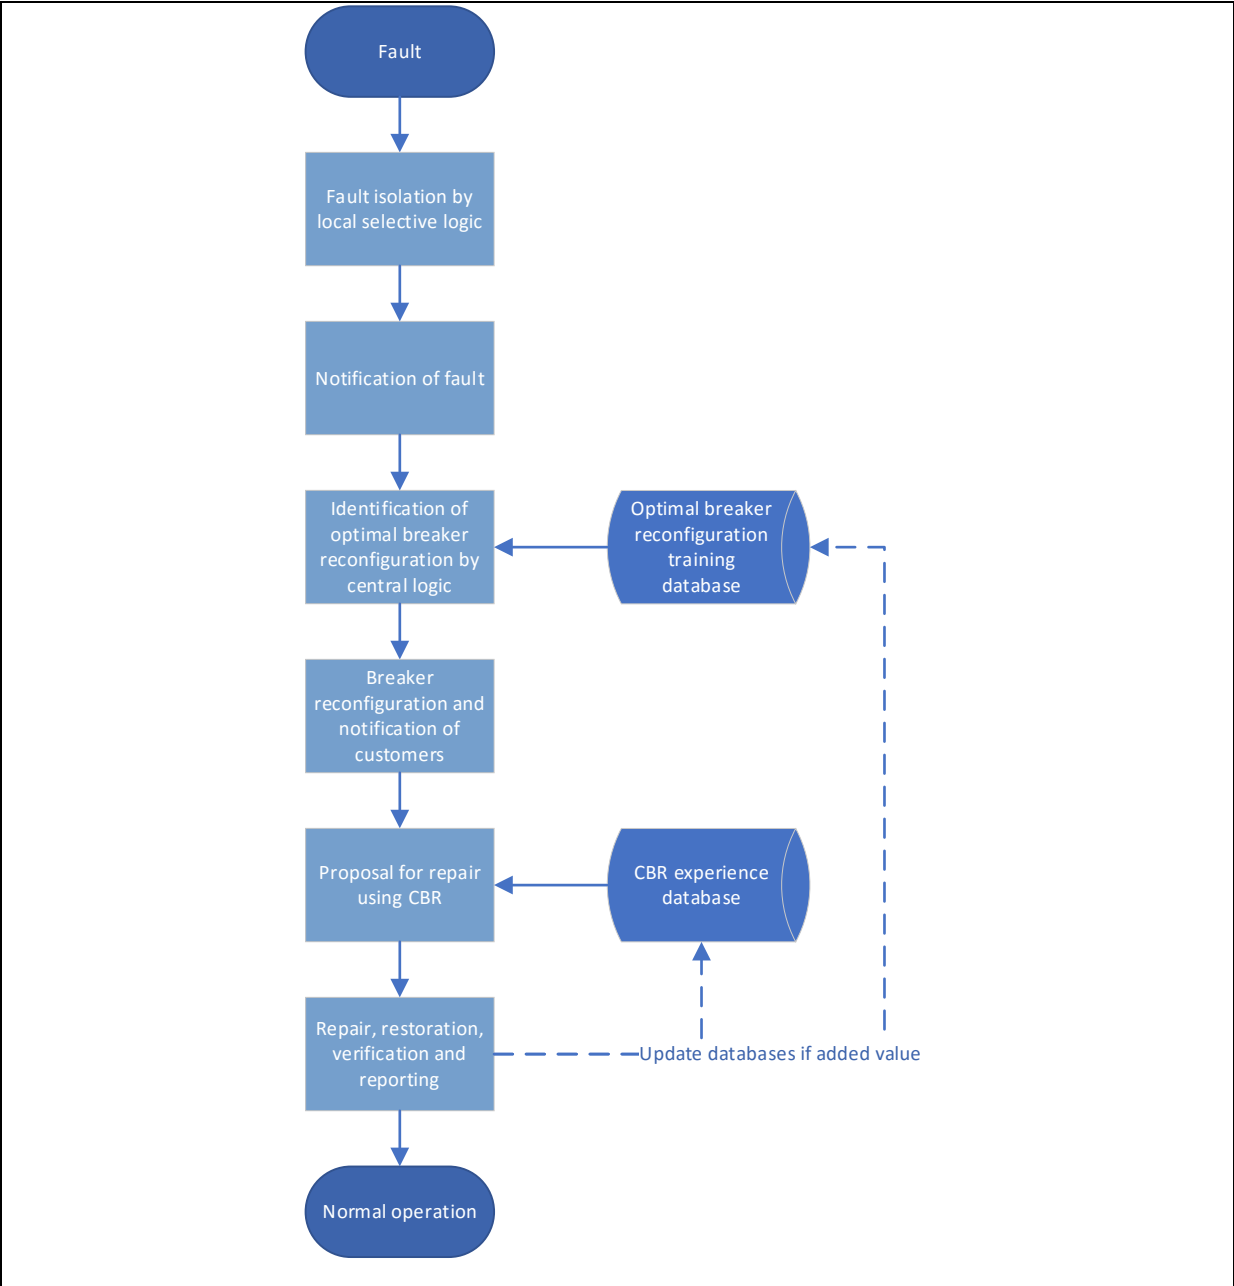 Fault
Fault isolation by
local selective logic
Notification of fault
Identification of
optimal breaker
reconfiguration by
central logic
Optimal breaker
reconfiguration
training
database
Breaker
reconfiguration and
notification of
customers
Proposal for repair
using CBR
CBR experience
database
Repair, restoration,
verification and
reporting
Update databases if added value
Normal operation